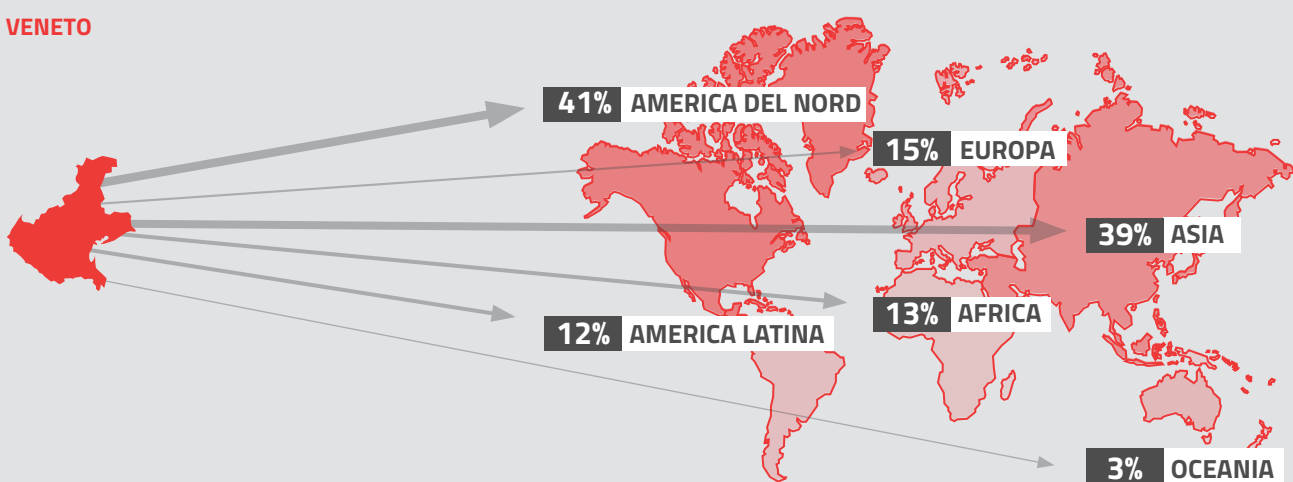 VENETO
41% AMERICA DEL NORD
15% EUROPA
39% ASIA
13% AFRICA
12% AMERICA LATINA
3% OCEANIA